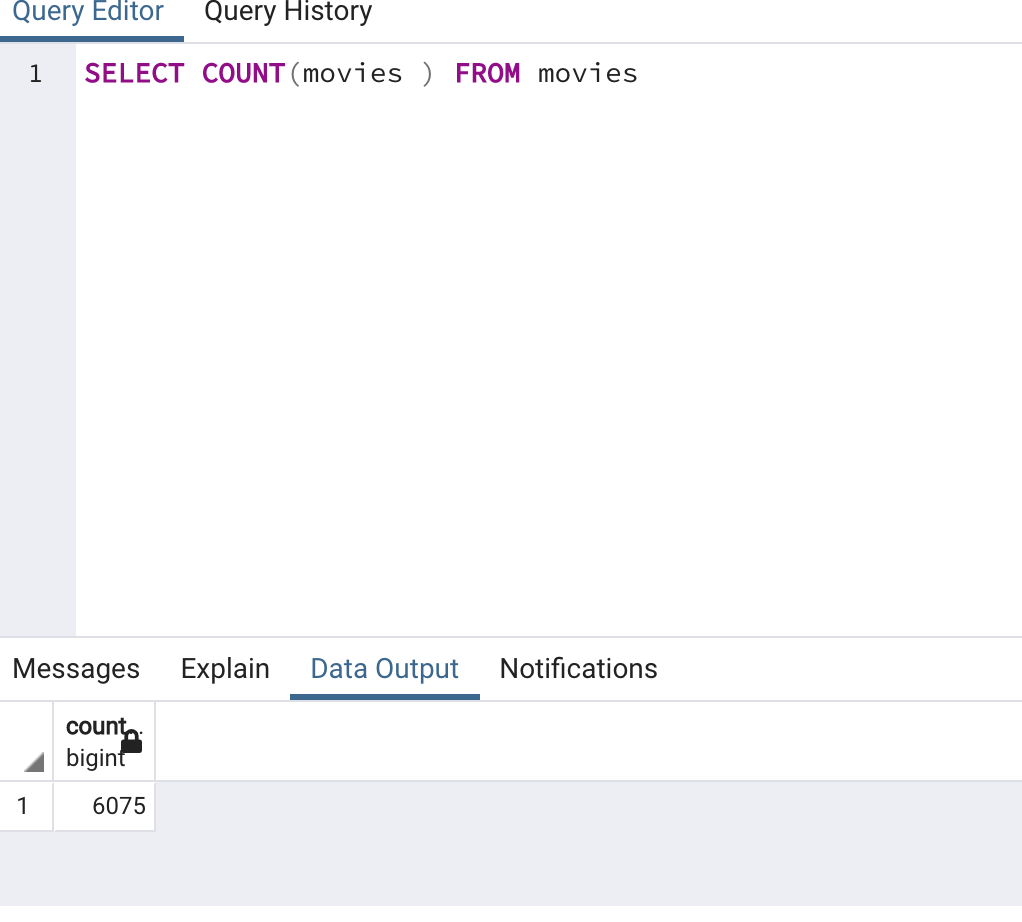 Query Editor Query History
1 SELECT COUNT(movies ) FROM movies
Messages Explain Data Output Notifications
count
bigint
1 6075